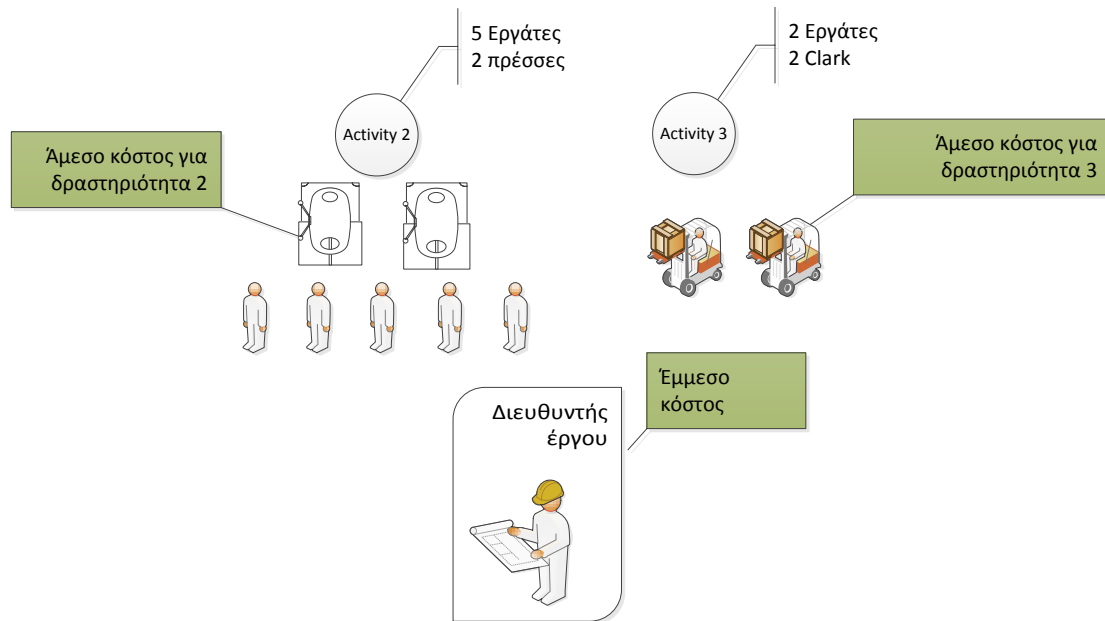 5 Εργάτες
2 πρέσσες
2 Εργάτες
2 Clark
Activity 2
Activity 3
Άμεσο κόστος για
δραστηριότητα 2
Άμεσο κόστος για
δραστηριότητα 3
Έμμεσο
κόστος
Διευθυντής
έργου